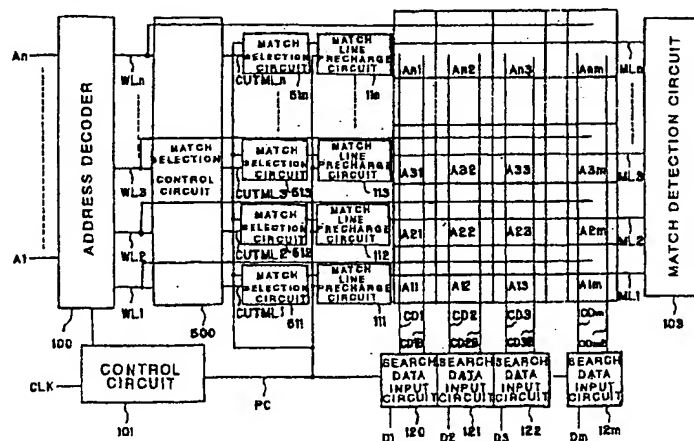 An
A1
ADDRESS DECODER
100
CLK
CONTROL CIRCUIT
101
WLn
WL3
WL2
WL1
MATCH SELECTION CONTROL CIRCUIT
500
MATCH SELECTION CIRCUIT
CUTMLn
51n
MATCH LINE PRECHARGE CIRCUIT
11n
MATCH SELECTION CIRCUIT
CUTML3
513
MATCH LINE PRECHARGE CIRCUIT
113
MATCH SELECTION CIRCUIT
CUTML2
512
MATCH LINE PRECHARGE CIRCUIT
112
MATCH SELECTION CIRCUIT
CUTML1
511
MATCH LINE PRECHARGE CIRCUIT
111
PC
An1 An2 An3 Anm
A31 A32 A33 A3m
A21 A22 A23 A2m
A11 A12 A13 A1m
MLn
ML3
ML2
ML1
MATCH DETECTION CIRCUIT
103
CD1 CD2 CD3 CDm
CD1B CD2B CD3B CDmB
SEARCH DATA INPUT CIRCUIT
SEARCH DATA INPUT CIRCUIT
SEARCH DATA INPUT CIRCUIT
SEARCH DATA INPUT CIRCUIT
D1 120 D2 121 D3 122 Dm 12m